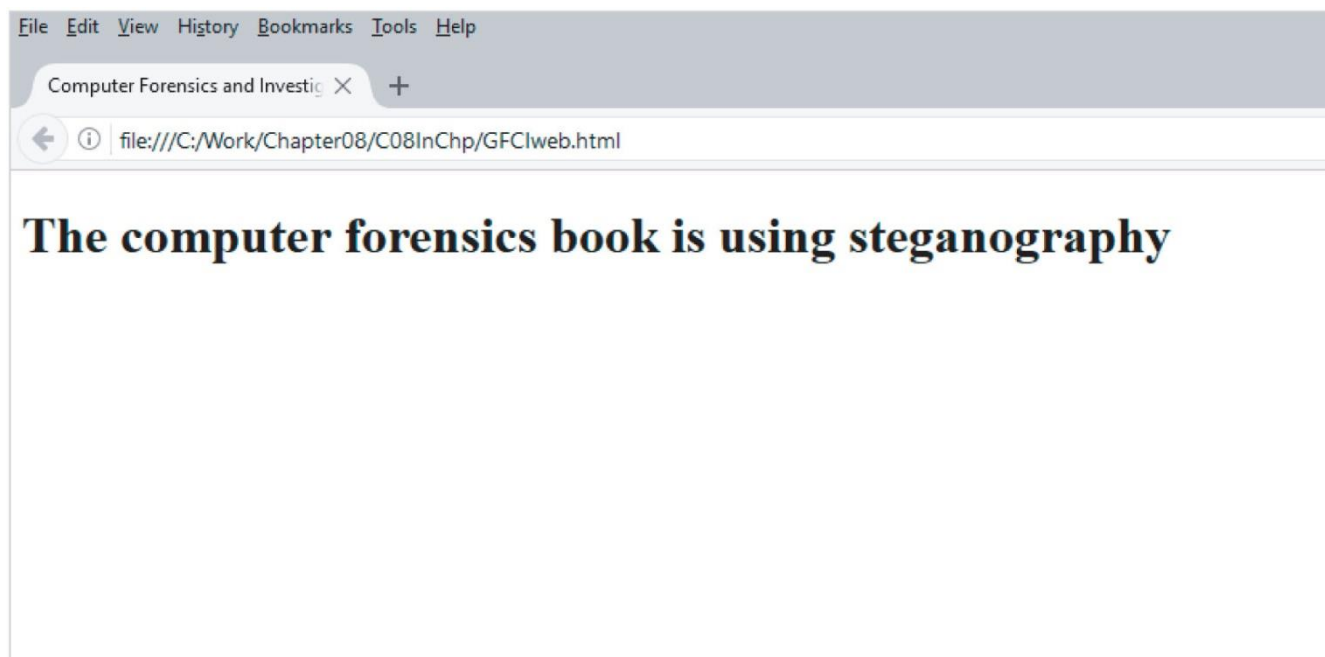 File Edit View History Bookmarks Tools Help
Computer Forensics and Investig
file:///C:/Work/Chapter08/C08InChp/GFCIweb.html
The computer forensics book is using steganography